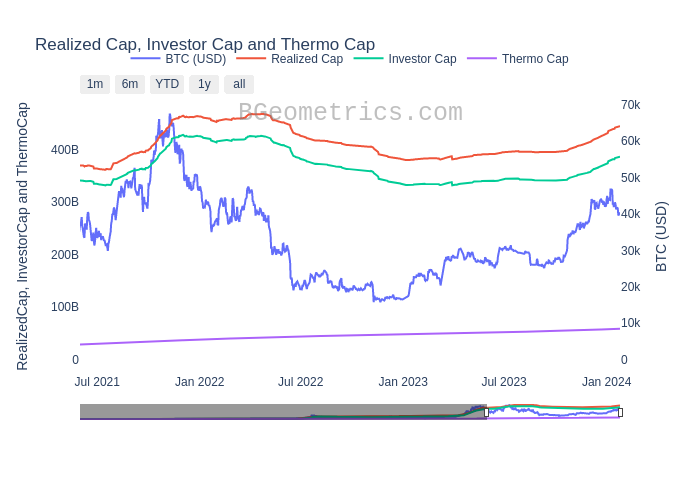 Realized Cap, Investor Cap and Thermo Cap
BTC (USD) Realized Cap Investor Cap Thermo Cap
1m 6m YTD 1y all
BGeometrics.com
RealizedCap, InvestorCap and ThermoCap
400B
300B
200B
100B
0
70k
60k
50k
40k
30k
20k
10k
0
BTC (USD)
Jul 2021 Jan 2022 Jul 2022 Jan 2023 Jul 2023 Jan 2024